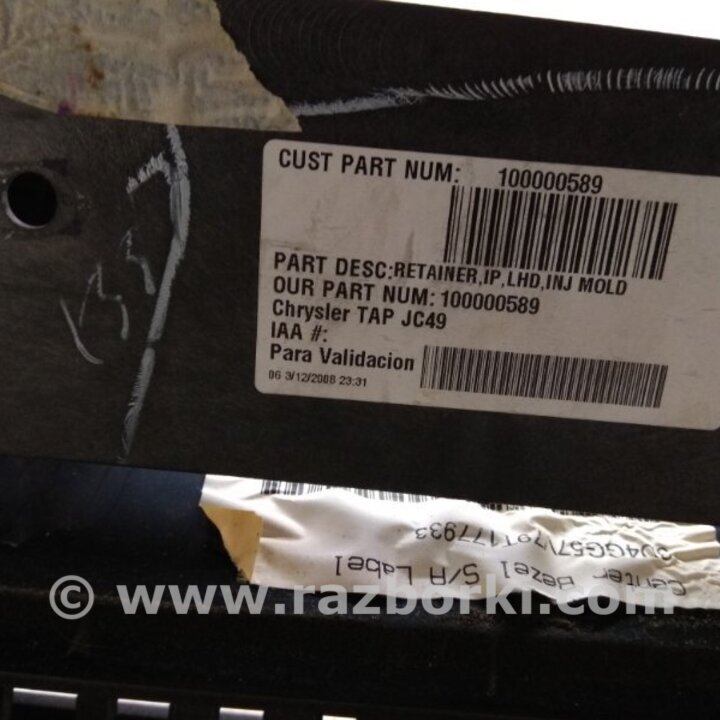 CUST PART NUM: 100000589
PART DESC:RETAINER,IP,LHD,INJ MOLD
OUR PART NUM: 100000589
Chrysler TAP JC49
IAA #:
Para Validacion
06 3/12/2008 23:31
Center Bezel S/A Label
© www.razborki.com